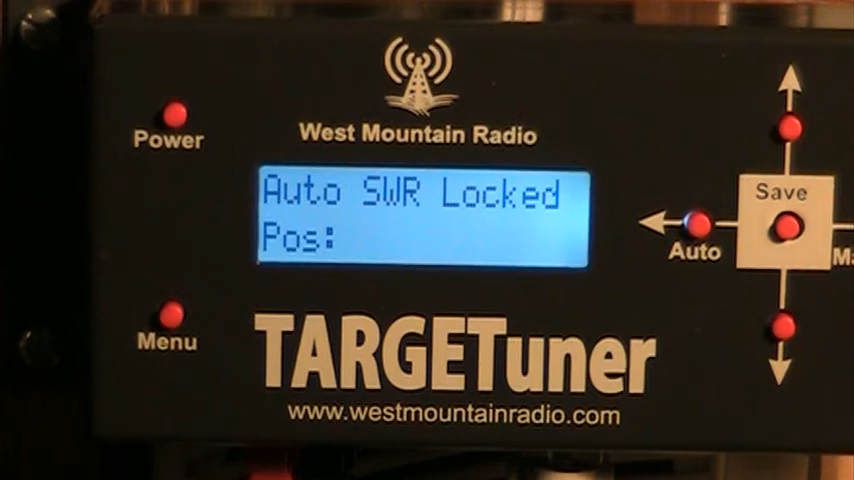 Power
West Mountain Radio
Auto SWR Locked
Pos:
Save
Auto
Menu
TARGETuner
www.westmountainradio.com